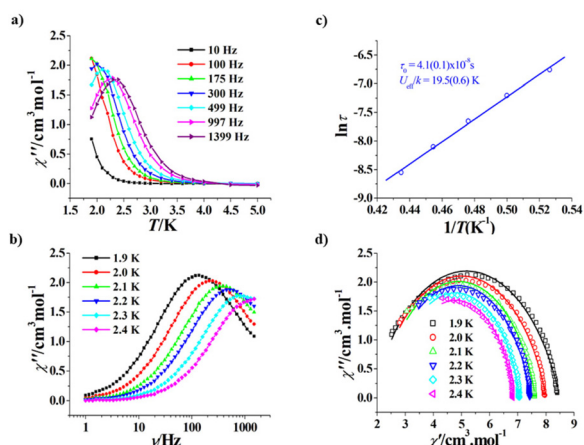 a)
χ''/cm³mol⁻¹
2.5
2.0
1.5
1.0
0.5
0.0
10 Hz
100 Hz
175 Hz
300 Hz
499 Hz
997 Hz
1399 Hz
1.5 2.0 2.5 3.0 3.5 4.0 4.5 5.0
T/K
c)
lnτ
-6.5
-7.0
-7.5
-8.0
-8.5
-9.0
τ₀ = 4.1(0.1)x10⁻⁸s
U_eff/k = 19.5(0.6) K
0.42 0.44 0.46 0.48 0.50 0.52 0.54
1/T(K⁻¹)
b)
χ''/cm³mol⁻¹
2.5
2.0
1.5
1.0
0.5
0.0
1.9 K
2.0 K
2.1 K
2.2 K
2.3 K
2.4 K
1 10 100 1000
ν/Hz
d)
χ''/cm³.mol⁻¹
2.5
2.0
1.5
1.0
0.5
0.0
1.9 K
2.0 K
2.1 K
2.2 K
2.3 K
2.4 K
2 3 4 5 6 7 8 9
χ'/cm³.mol⁻¹